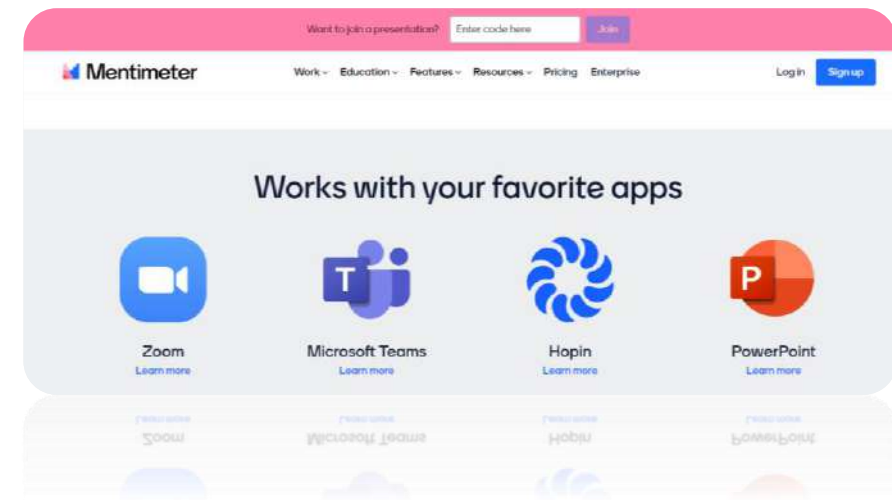 Want to join a presentation? Enter code here Join
Mentimeter Work Education Features Resources Pricing Enterprise Log in Sign up
Works with your favorite apps
T P
Zoom Microsoft Teams Hopin PowerPoint
Learn more Learn more Learn more Learn more